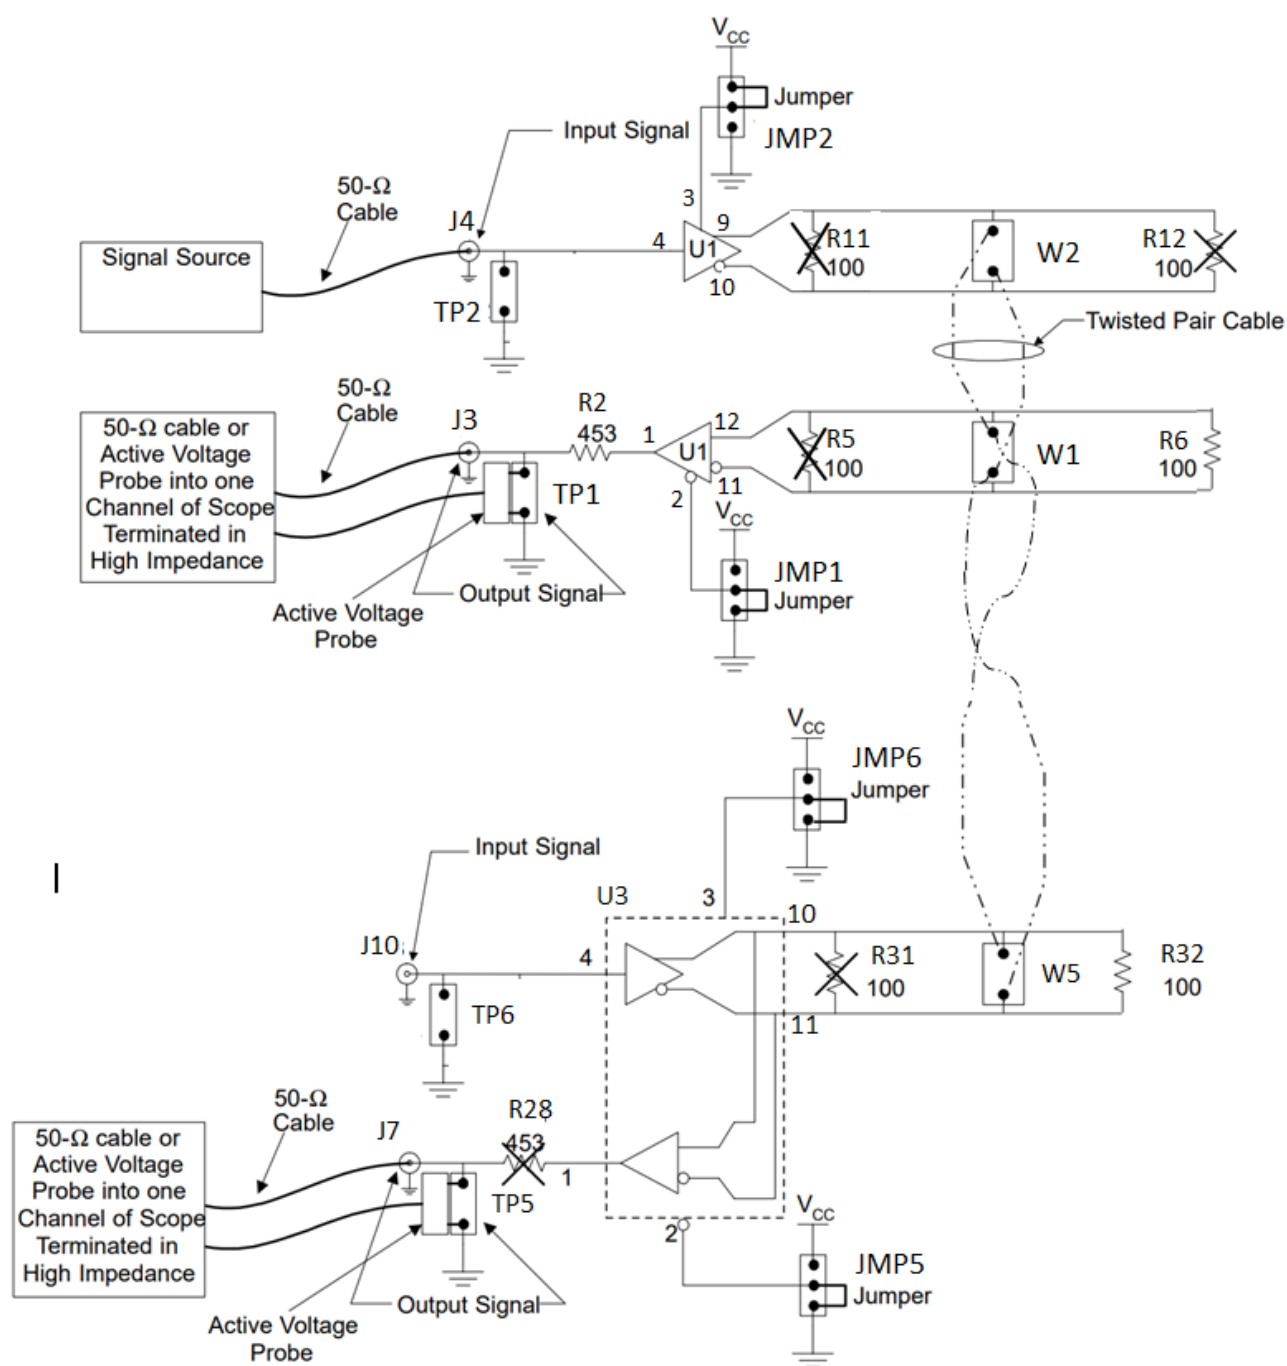 VCC
Jumper
JMP2
Input Signal
50-Ω
Cable
J4
3
9
4
U1
10
R11
100
W2
R12
100
Signal Source
TP2
Twisted Pair Cable
50-Ω
Cable
J3
R2
453
1
12
U1
11
2
R5
100
W1
R6
100
50-Ω cable or
Active Voltage
Probe into one
Channel of Scope
Terminated in
High Impedance
TP1
VCC
JMP1
Jumper
Output Signal
Active Voltage
Probe
VCC
JMP6
Jumper
Input Signal
U3
3
10
J10
4
R31
100
W5
R32
100
TP6
11
50-Ω
Cable
J7
R28
453
1
TP5
50-Ω cable or
Active Voltage
Probe into one
Channel of Scope
Terminated in
High Impedance
2
VCC
JMP5
Jumper
Output Signal
Active Voltage
Probe